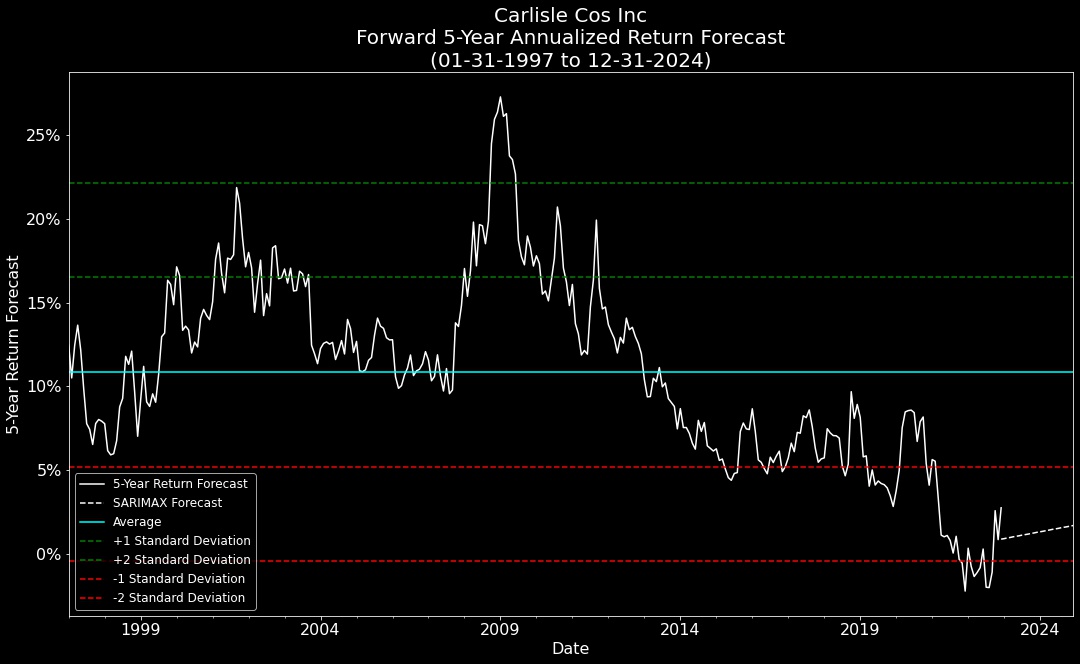 Carlisle Cos Inc
Forward 5-Year Annualized Return Forecast
(01-31-1997 to 12-31-2024)
5-Year Return Forecast
25%
20%
15%
10%
5%
0%
5-Year Return Forecast
SARIMAX Forecast
Average
+1 Standard Deviation
+2 Standard Deviation
-1 Standard Deviation
-2 Standard Deviation
1999 2004 2009 2014 2019 2024
Date